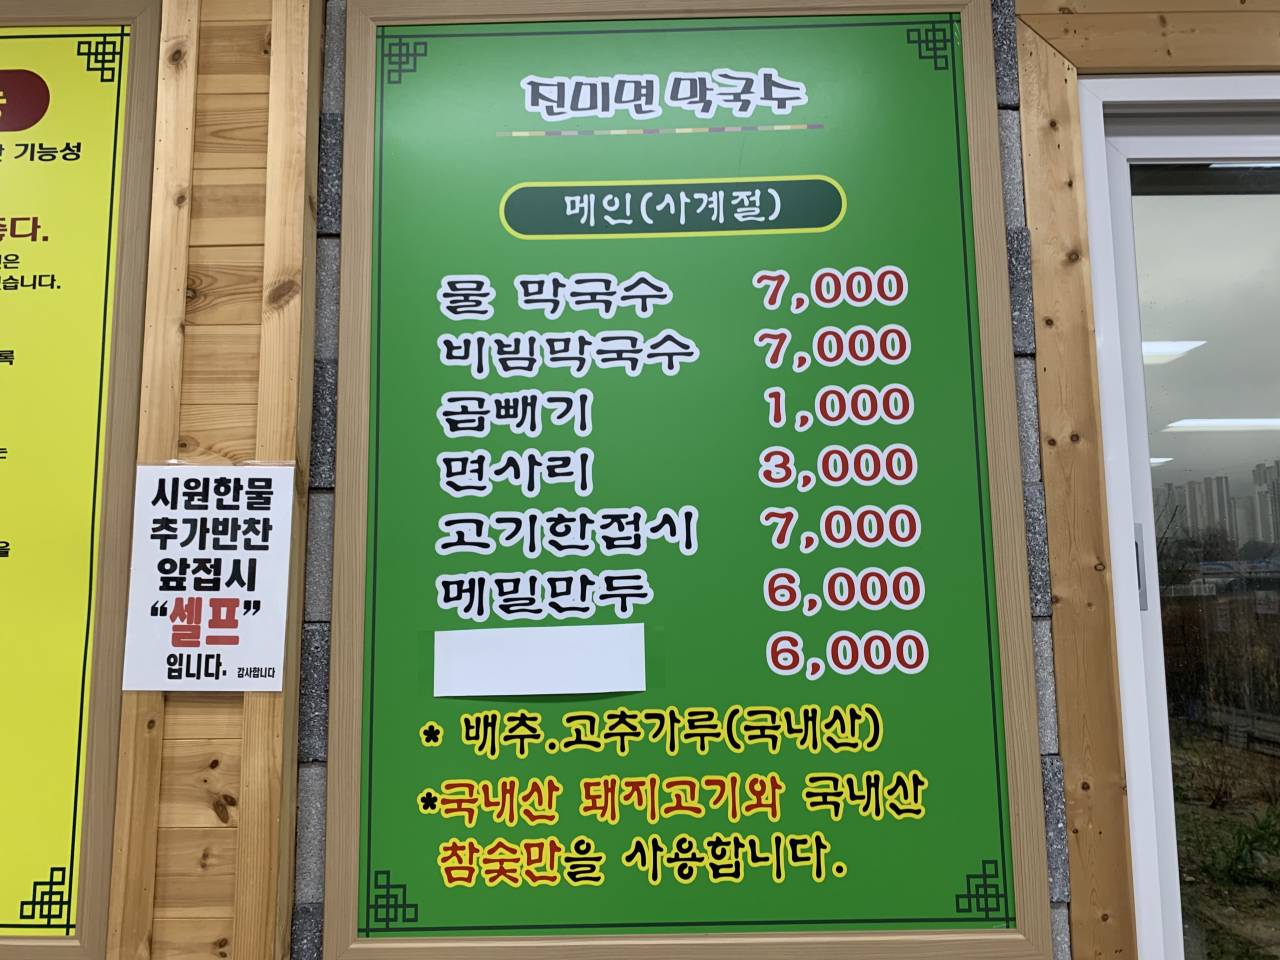 기능성
좋다.
습니다.
시원한물
추가반찬
앞접시
“셀프”
입니다. 감사합니다
진미면 막국수
메인(사계절)
물 막국수 7,000
비빔막국수 7,000
곱빼기 1,000
면사리 3,000
고기한접시 7,000
메밀만두 6,000
6,000
* 배추.고추가루(국내산)
*국내산 돼지고기와 국내산
참숯만을 사용합니다.